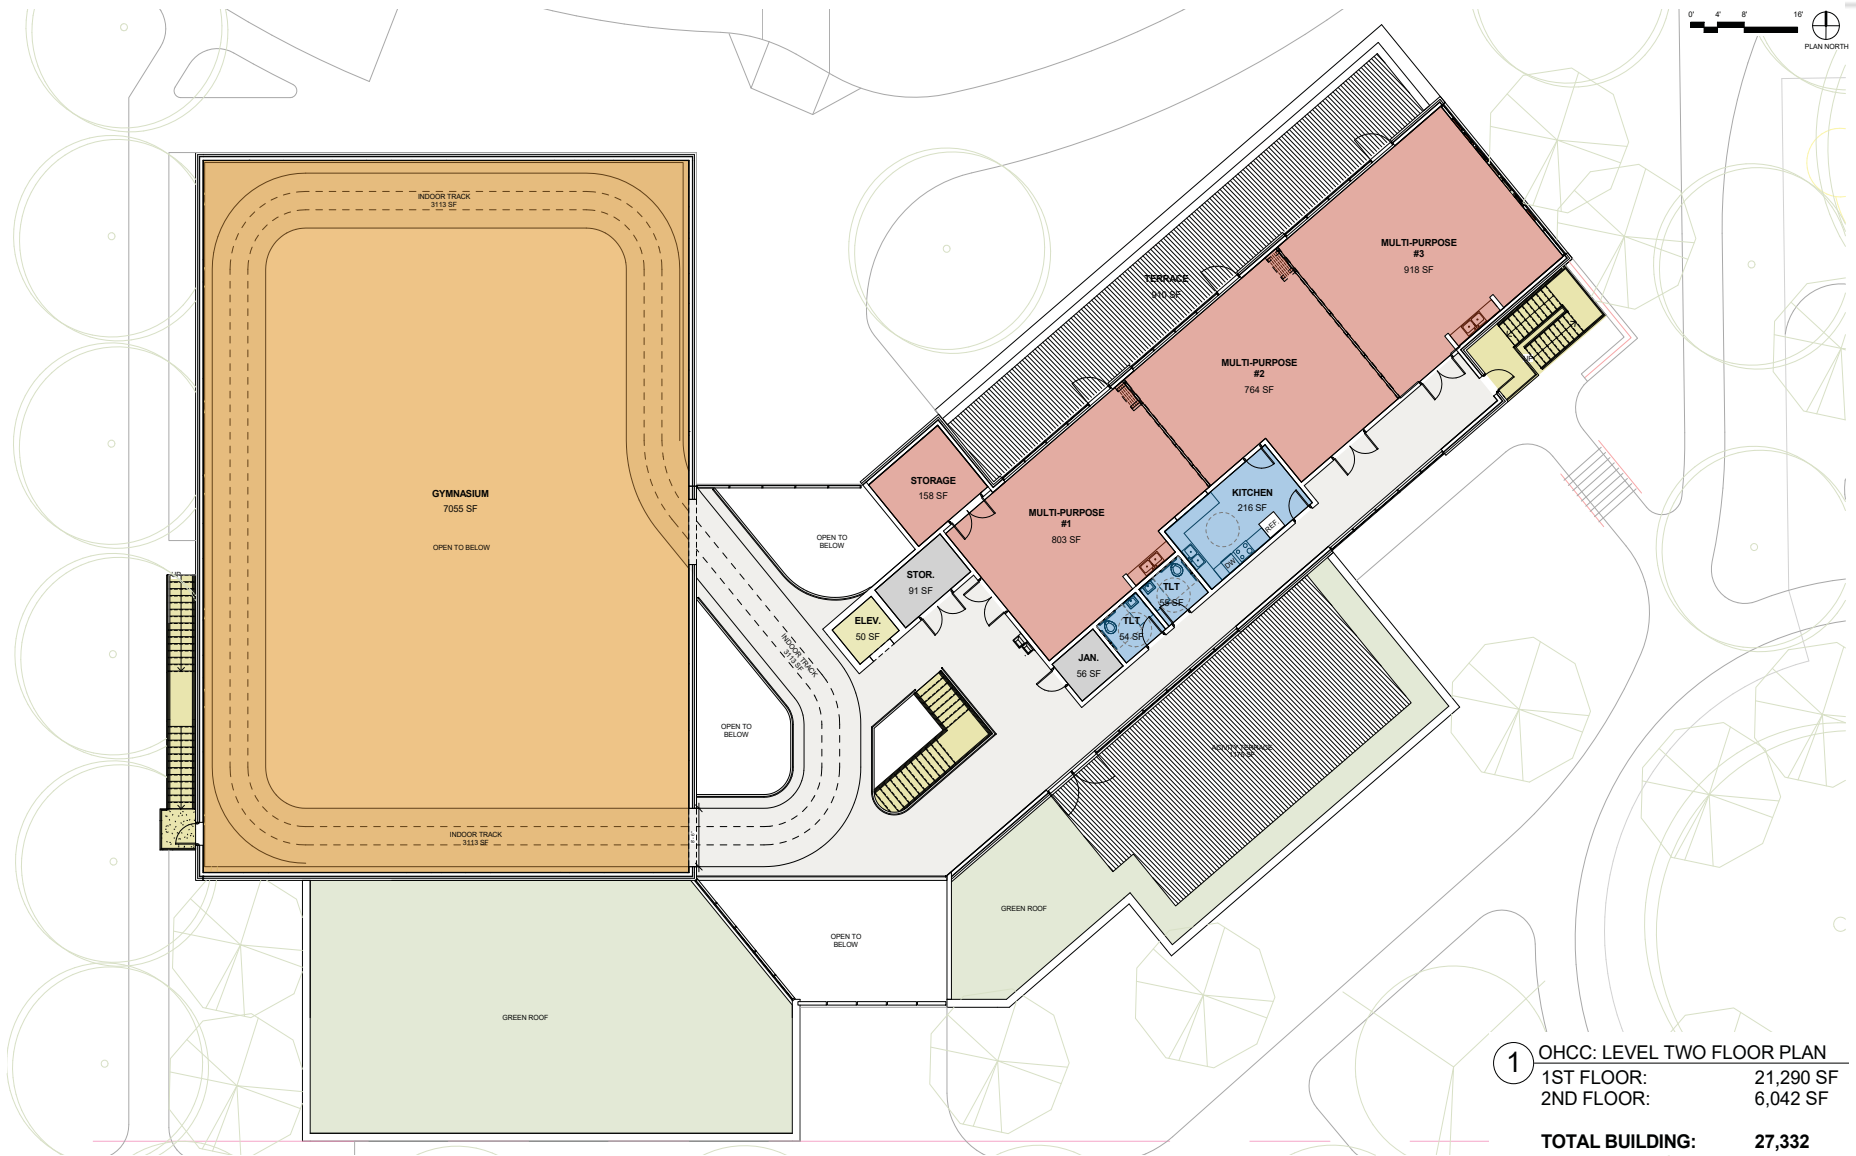 0' 4' 8' 16'
PLAN NORTH
INDOOR TRACK
3113 SF
MULTI-PURPOSE
#3
918 SF
TERRACE
910 SF
MULTI-PURPOSE
#2
764 SF
GYMNASIUM
7055 SF
OPEN TO BELOW
STORAGE
158 SF
KITCHEN
216 SF
REF.
DW
MULTI-PURPOSE
#1
803 SF
OPEN TO
BELOW
STOR.
91 SF
TLT
ELEV.
50 SF
TLT
54 SF
INDOOR TRACK
3113 SF
JAN.
56 SF
UP
OPEN TO
BELOW
INDOOR TRACK
3113 SF
GREEN ROOF
OPEN TO
BELOW
GREEN ROOF
1 OHCC: LEVEL TWO FLOOR PLAN
1ST FLOOR: 21,290 SF
2ND FLOOR: 6,042 SF
TOTAL BUILDING: 27,332